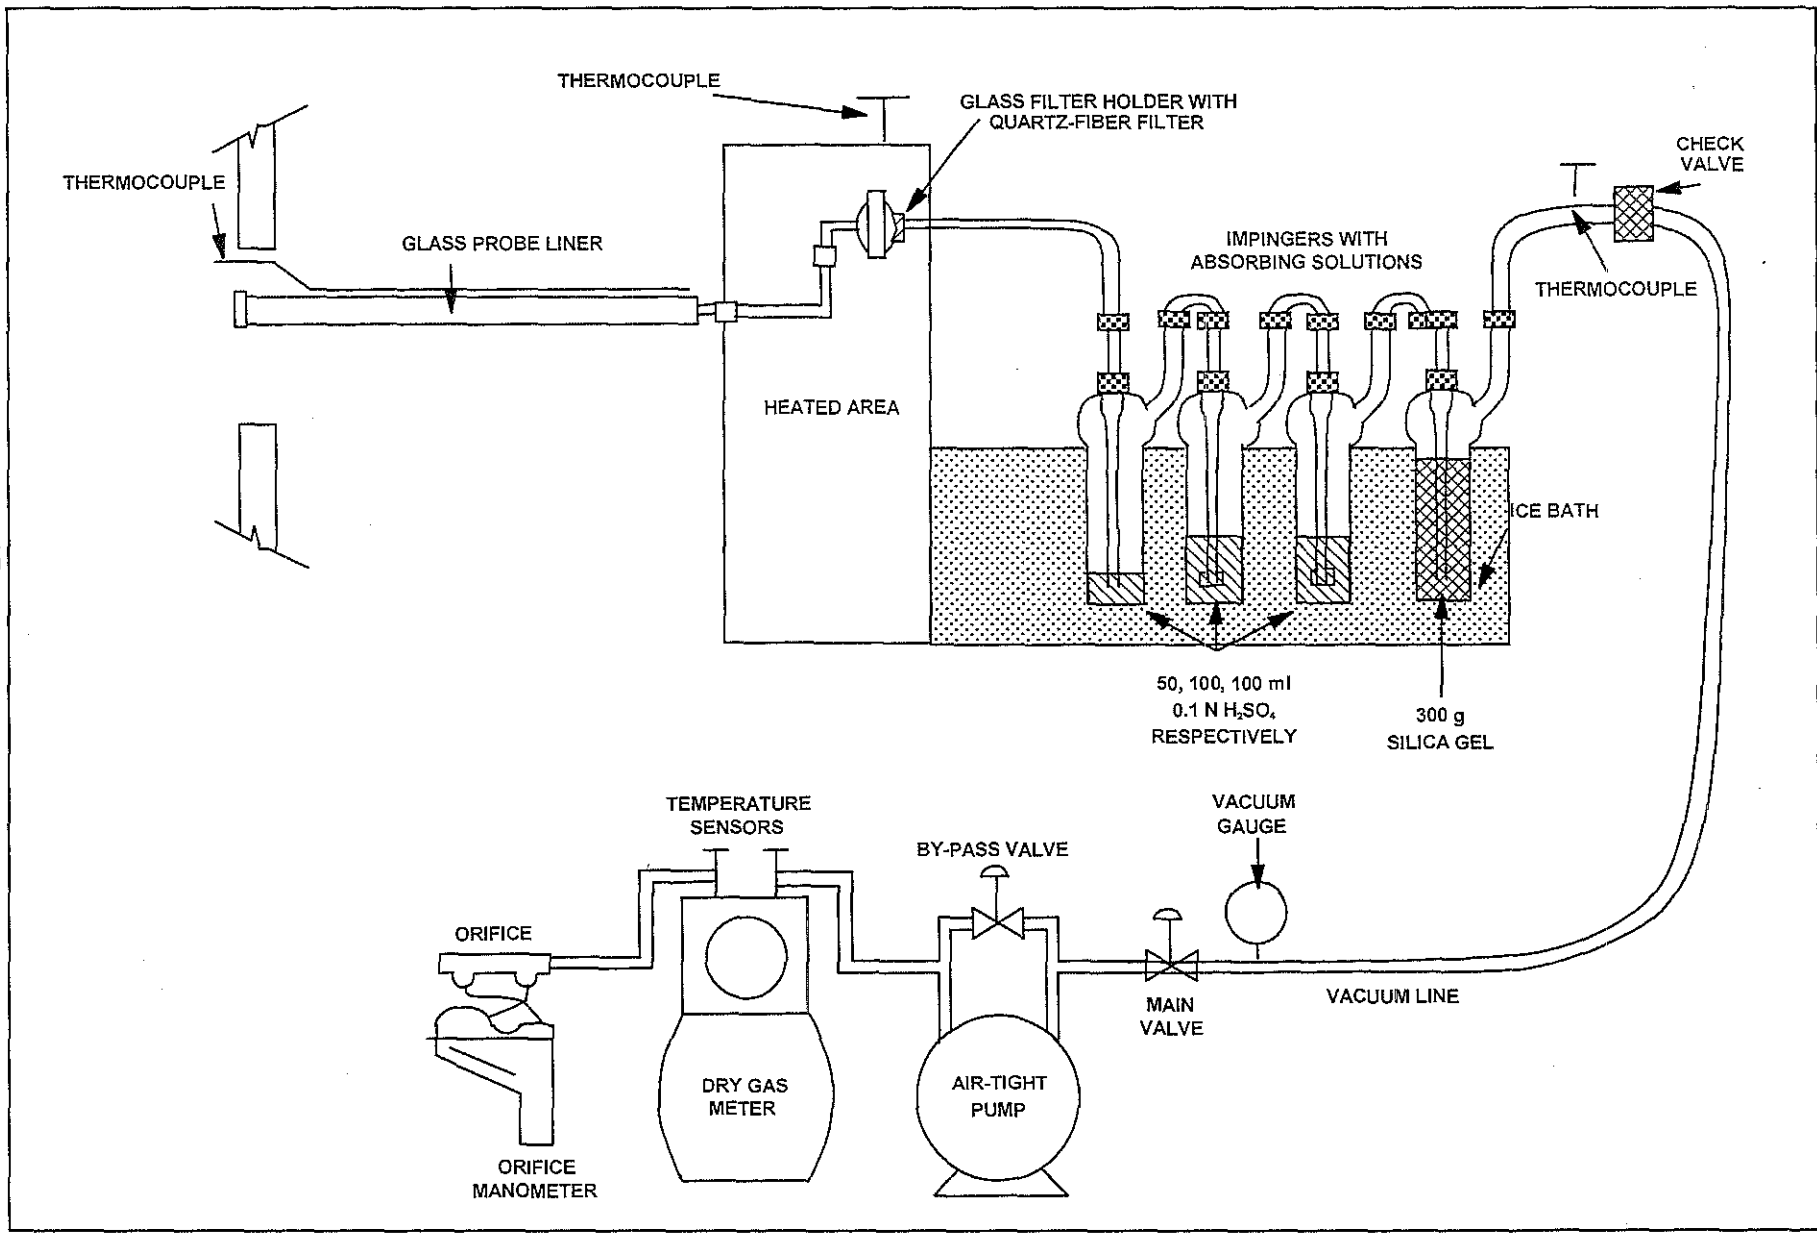 THERMOCOUPLE
GLASS FILTER HOLDER WITH
QUARTZ-FIBER FILTER
CHECK
VALVE
THERMOCOUPLE
GLASS PROBE LINER
IMPINGERS WITH
ABSORBING SOLUTIONS
THERMOCOUPLE
HEATED AREA
ICE BATH
50, 100, 100 ml
0.1 N H₂SO₄
RESPECTIVELY
300 g
SILICA GEL
TEMPERATURE
SENSORS
VACUUM
GAUGE
BY-PASS VALVE
ORIFICE
MAIN
VALVE
VACUUM LINE
DRY GAS
METER
AIR-TIGHT
PUMP
ORIFICE
MANOMETER